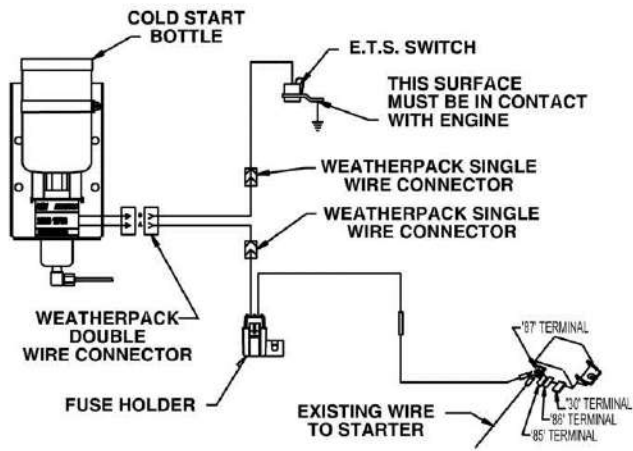 COLD START
BOTTLE
E.T.S. SWITCH
THIS SURFACE
MUST BE IN CONTACT
WITH ENGINE
WEATHERPACK SINGLE
WIRE CONNECTOR
WEATHERPACK SINGLE
WIRE CONNECTOR
WEATHERPACK
DOUBLE
WIRE CONNECTOR
FUSE HOLDER
EXISTING WIRE
TO STARTER
'87' TERMINAL
'30' TERMINAL
'86' TERMINAL
'85' TERMINAL